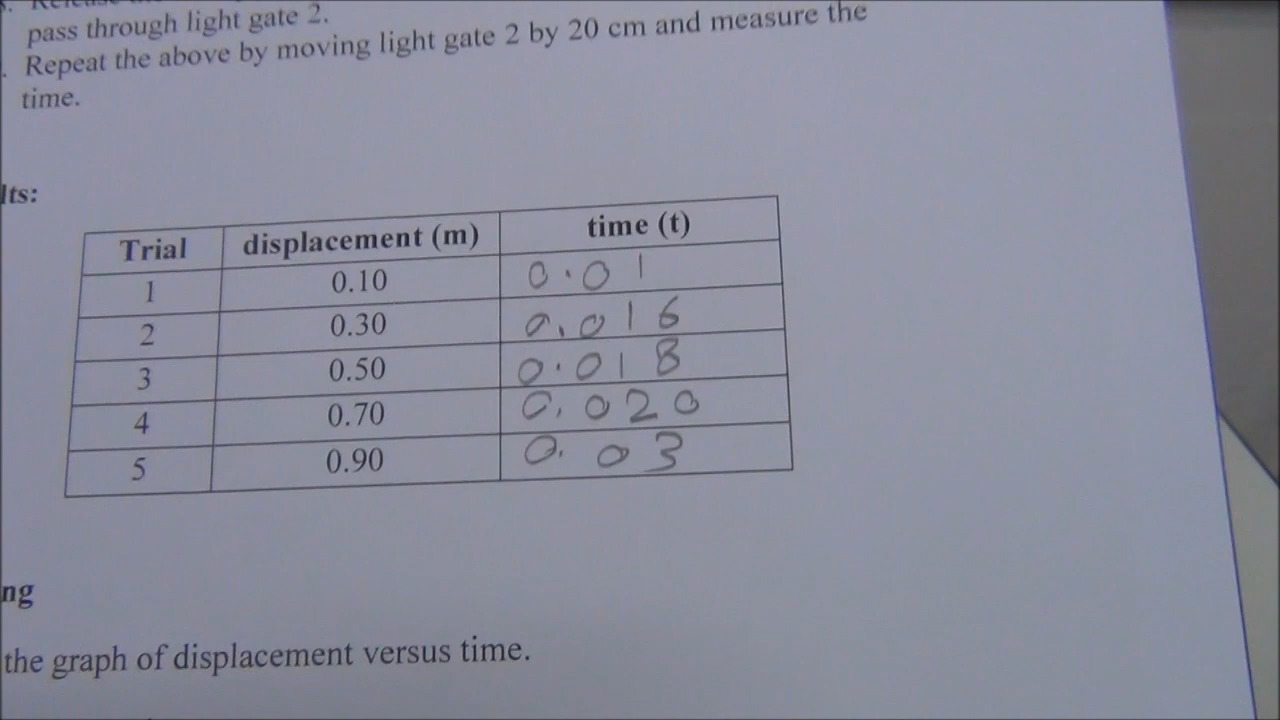 pass through light gate 2.
. Repeat the above by moving light gate 2 by 20 cm and measure the
time.
lts:
Trial displacement (m) time (t)
1 0.10 0.01
2 0.30 0.016
3 0.50 0.018
4 0.70 0.020
5 0.90 0.03
ng
the graph of displacement versus time.